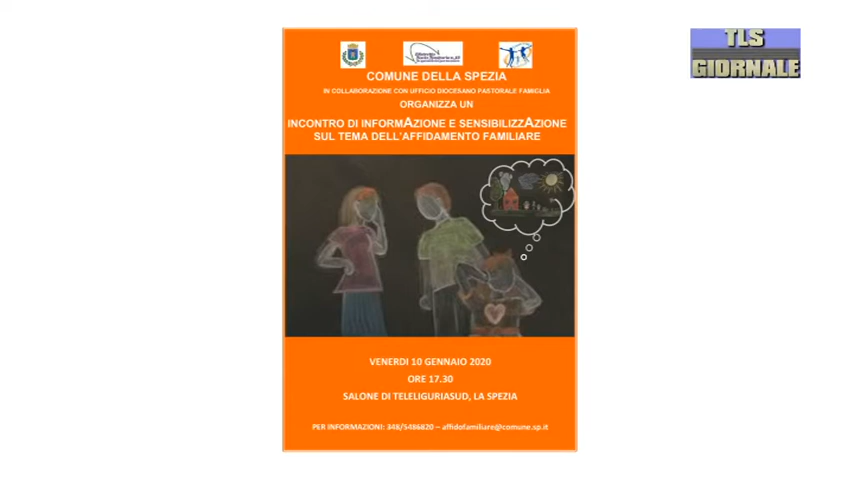 TLS
GIORNALE
COMUNE DELLA SPEZIA
IN COLLABORAZIONE CON UFFICIO DIOCESANO PASTORALE FAMIGLIA
ORGANIZZA UN
INCONTRO DI INFORMAZIONE E SENSIBILIZZAZIONE
SUL TEMA DELL'AFFIDAMENTO FAMILIARE
VENERDI 10 GENNAIO 2020
ORE 17.30
SALONE DI TELELIGURIASUD, LA SPEZIA
PER INFORMAZIONI: 348/5486820 – affidofamiliare@comune.sp.it